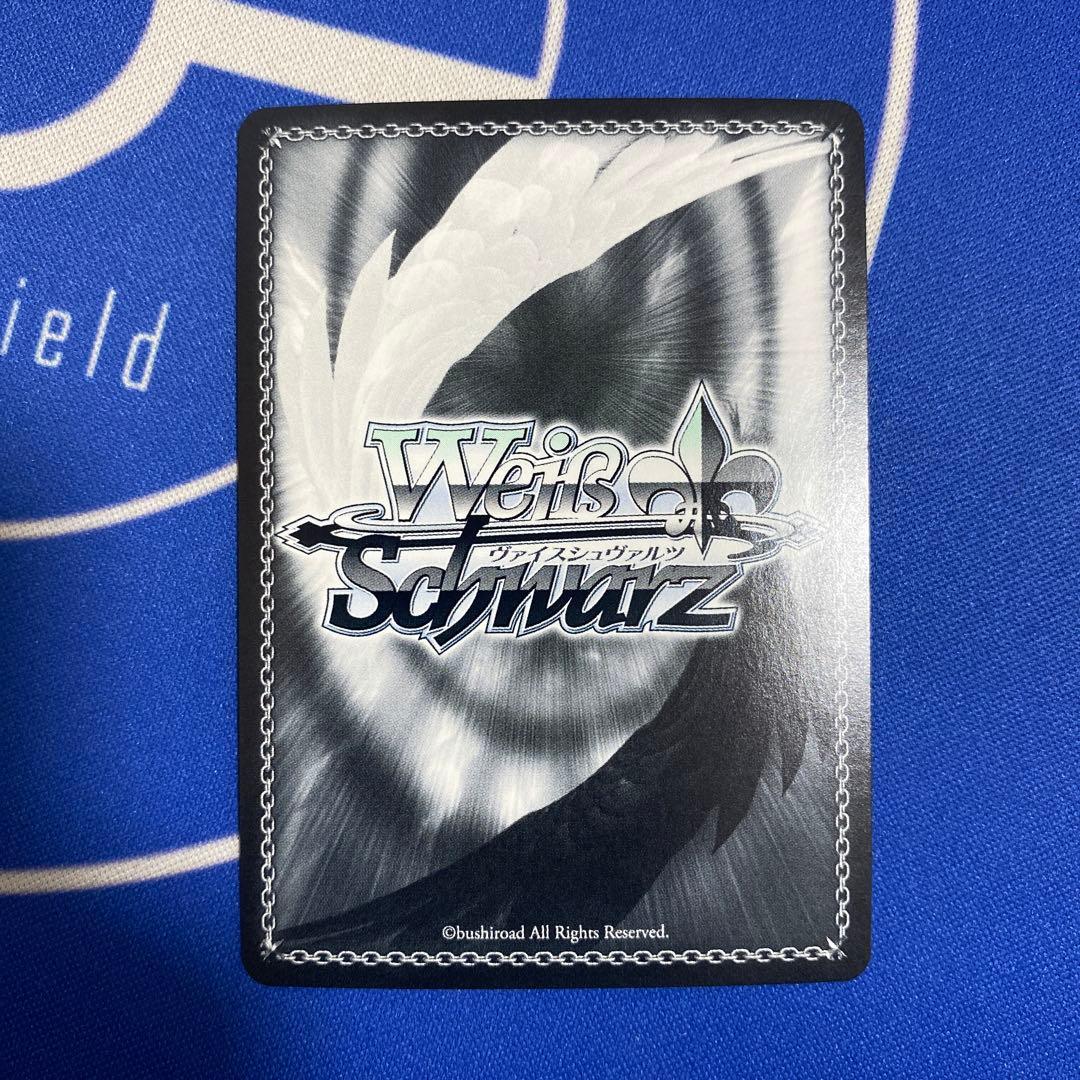 ield
Weiß
ヴァイスシュヴァルツ
Schwarz
©bushiroad All Rights Reserved.